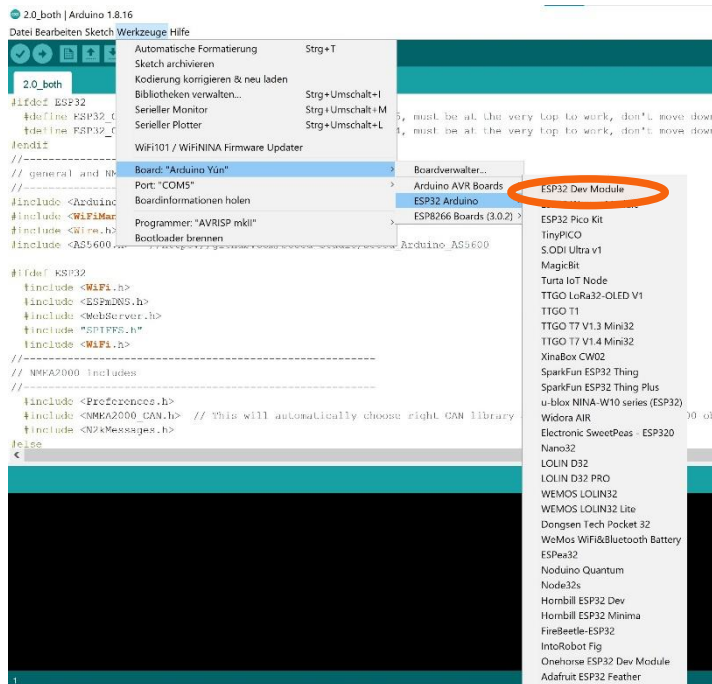 2.0_both | Arduino 1.8.16
Datei Bearbeiten Sketch Werkzeuge Hilfe
2.0_both
Automatische Formatierung Strg+T
Sketch archivieren
Kodierung korrigieren & neu laden
Bibliotheken verwalten... Strg+Umschalt+I
Serieller Monitor Strg+Umschalt+M
Serieller Plotter Strg+Umschalt+L
WiFi101 / WiFiNINA Firmware Updater
Board: "Arduino Yún"
Port: "COM5"
Boardinformationen holen
Programmer: "AVRISP mkII"
Bootloader brennen
Boardverwalter...
Arduino AVR Boards
ESP32 Arduino
ESP8266 Boards (3.0.2)
ESP32 Dev Module
ESP32 Pico Kit
TinyPICO
S.ODI Ultra v1
MagicBit
Turta IoT Node
TTGO LoRa32-OLED V1
TTGO T1
TTGO T7 V1.3 Mini32
TTGO T7 V1.4 Mini32
XinaBox CW02
SparkFun ESP32 Thing
SparkFun ESP32 Thing Plus
u-blox NINA-W10 series (ESP32)
Widora AIR
Electronic SweetPeas - ESP320
Nano32
LOLIN D32
LOLIN D32 PRO
WEMOS LOLIN32
WEMOS LOLIN32 Lite
Dongsen Tech Pocket 32
WeMos WiFi&Bluetooth Battery
ESPea32
Noduino Quantum
Node32s
Hornbill ESP32 Dev
Hornbill ESP32 Minima
FireBeetle-ESP32
IntoRobot Fig
Onehorse ESP32 Dev Module
Adafruit ESP32 Feather
#ifdef ESP32
#define must be at the very top to work, don't move down
#define must be at the very top to work, don't move down
#endif
//
// general and
//
#include
#include
#include <Wire.h>
#include Arduino_AS5600
#ifdef ESP32
#include <WiFi.h>
#include <ESPmDNS.h>
#include <WebServer.h>
#include "SPIFFS.h"
#include <WiFi.h>
//-----------------------------------------------------
// NMEA2000 Includes
//-----------------------------------------------------
#include <Preferences.h>
#include <NMEA2000_CAN.h> // This will automatically choose right CAN library
#include <N2kMessages.h>
#else
1